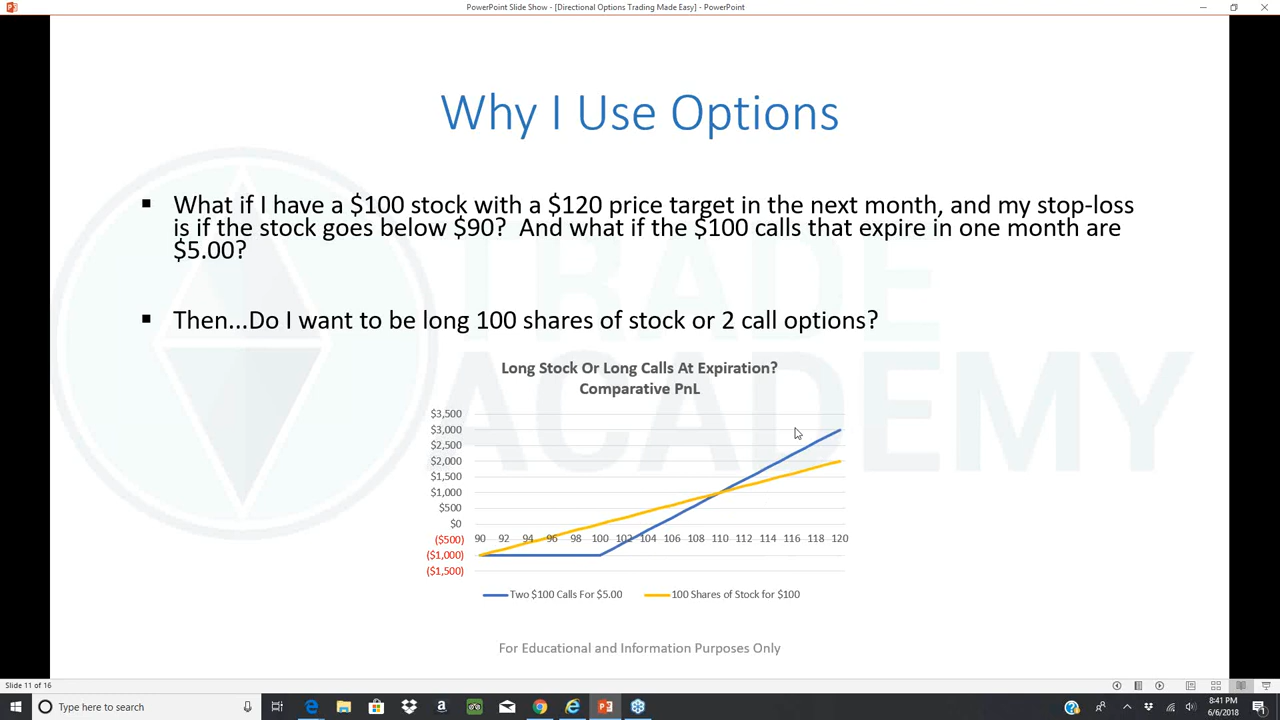 PowerPoint Slide Show - [Directional Options Trading Made Easy] - PowerPoint
Why I Use Options
▪ What if I have a $100 stock with a $120 price target in the next month, and my stop-loss
is if the stock goes below $90? And what if the $100 calls that expire in one month are
$5.00?
▪ Then...Do I want to be long 100 shares of stock or 2 call options?
TRADE
ACADEMY
Long Stock Or Long Calls At Expiration?
Comparative PnL
$3,500
$3,000
$2,500
$2,000
$1,500
$1,000
$500
$0
($500)
90 92 94 96 98 100 102 104 106 108 110 112 114 116 118 120
($1,000)
($1,500)
Two $100 Calls For $5.00 100 Shares of Stock for $100
For Educational and Information Purposes Only
Slide 11 of 16
Type here to search
8:41 PM
6/6/2018
1